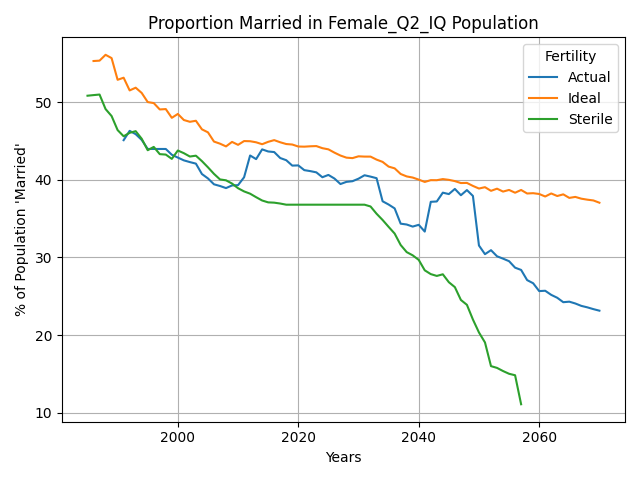 Proportion Married in Female_Q2_IQ Population
% of Population 'Married'
50
40
30
20
10
Fertility
Actual
Ideal
Sterile
2000 2020 2040 2060
Years